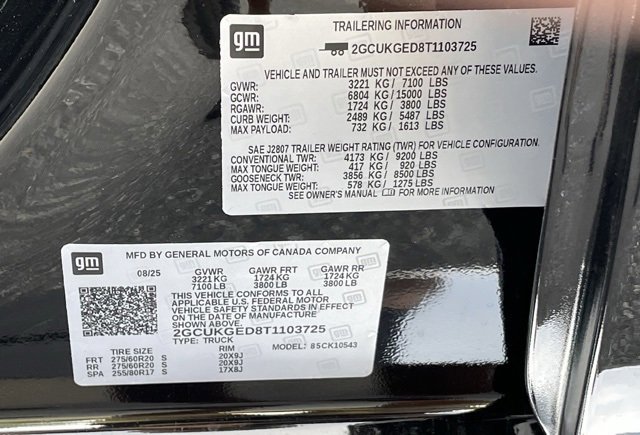 gm
TRAILERING INFORMATION
2GCUKGED8T1103725
VEHICLE AND TRAILER MUST NOT EXCEED ANY OF THESE VALUES.
GVWR: 3221 KG / 7100 LBS
GCWR: 6804 KG / 15000 LBS
RGAWR: 1724 KG / 3800 LBS
CURB WEIGHT: 2489 KG / 5487 LBS
MAX PAYLOAD: 732 KG / 1613 LBS
SAE J2807 TRAILER WEIGHT RATING (TWR) FOR VEHICLE CONFIGURATION.
CONVENTIONAL TWR: 4173 KG / 9200 LBS
MAX TONGUE WEIGHT: 417 KG / 920 LBS
GOOSENECK TWR: 3856 KG / 8500 LBS
MAX TONGUE WEIGHT: 578 KG / 1275 LBS
SEE OWNER'S MANUAL FOR MORE INFORMATION
gm
MFD BY GENERAL MOTORS OF CANADA COMPANY
08/25 GVWR GAWR FRT GAWR RR
3221 KG 1724 KG 1724 KG
7100 LB 3800 LB 3800 LB
THIS VEHICLE CONFORMS TO ALL
APPLICABLE U.S. FEDERAL MOTOR
VEHICLE SAFETY STANDARDS IN EFFECT
ON THE DATE OF MANUFACTURE
SHOWN ABOVE.
2GCUKGED8T1103725
TYPE: TRUCK MODEL: 85CK10543
TIRE SIZE RIM
FRT 275/60R20 S 20X9J
RR 275/60R20 S 20X9J
SPA 255/80R17 S 17X8J